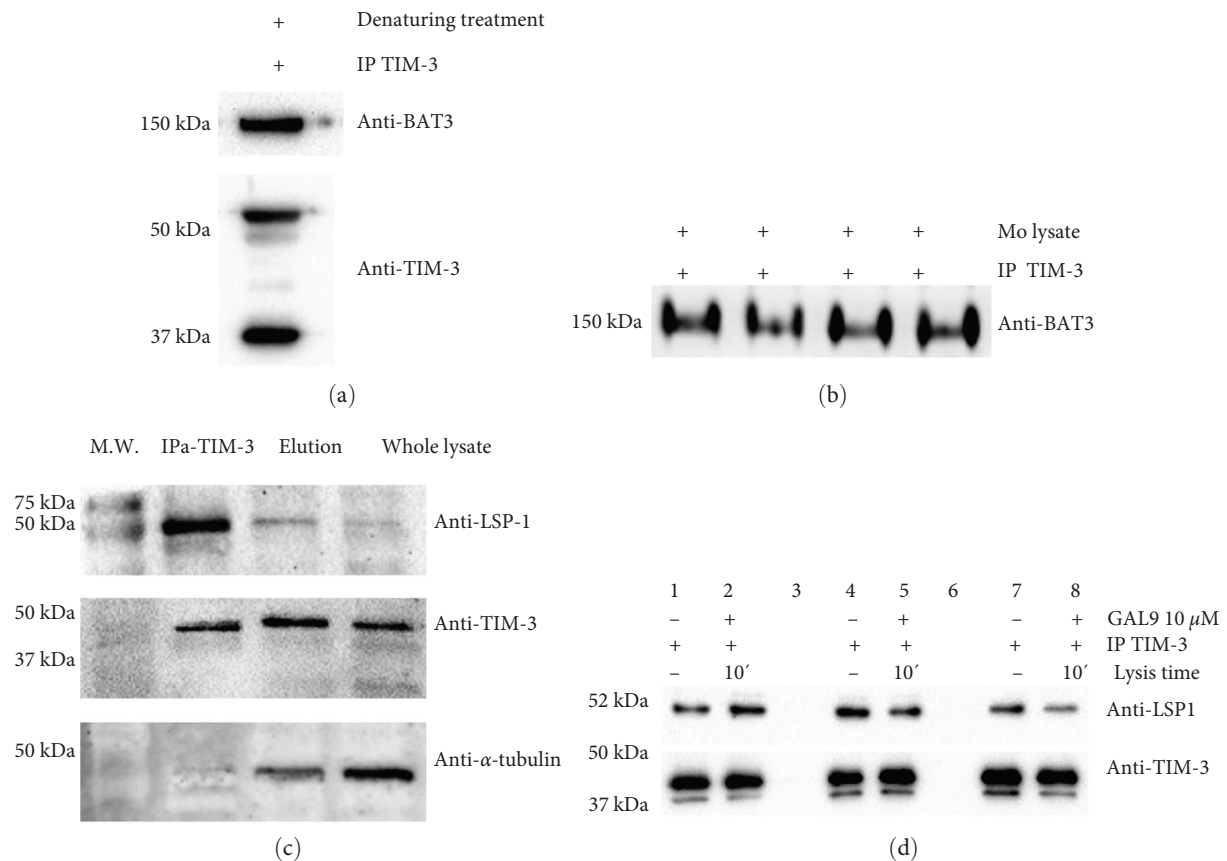 + Denaturing treatment
+ IP TIM-3
150 kDa Anti-BAT3
50 kDa
Anti-TIM-3
37 kDa
(a)
+ + + + Mo lysate
+ + + + IP TIM-3
150 kDa Anti-BAT3
(b)
M.W. IPa-TIM-3 Elution Whole lysate
75 kDa
50 kDa Anti-LSP-1
50 kDa Anti-TIM-3
37 kDa
50 kDa Anti-α-tubulin
(c)
1 2 3 4 5 6 7 8
– + – + – + GAL9 10 μM
+ + + + + + IP TIM-3
– 10′ – 10′ – 10′ Lysis time
52 kDa Anti-LSP1
50 kDa Anti-TIM-3
37 kDa
(d)